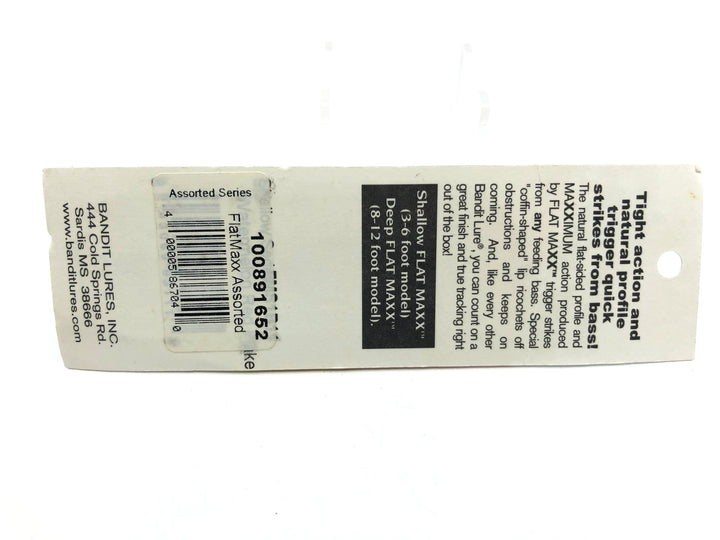 Tight action and
natural profile
trigger quick
strikes from bass!
The natural flat-sided profile and
MAXXIMUM action produced
by FLAT MAXX™ trigger strikes
from any feeding bass. Special
"coffin-shaped" lip ricochets off
obstructions and keeps on
coming. And, like every other
Bandit Lure®, you can count on a
great finish and true tracking right
out of the box!
Shallow FLAT MAXX™
(3-6 foot model)
Deep FLAT MAXX™
(8-12 foot model).
ike
100891652
FlatMaxx Assorted
Assorted Series
BANDIT LURES, INC.
444 Cold Springs Rd.
Sardis MS 38666
www.banditlures.com